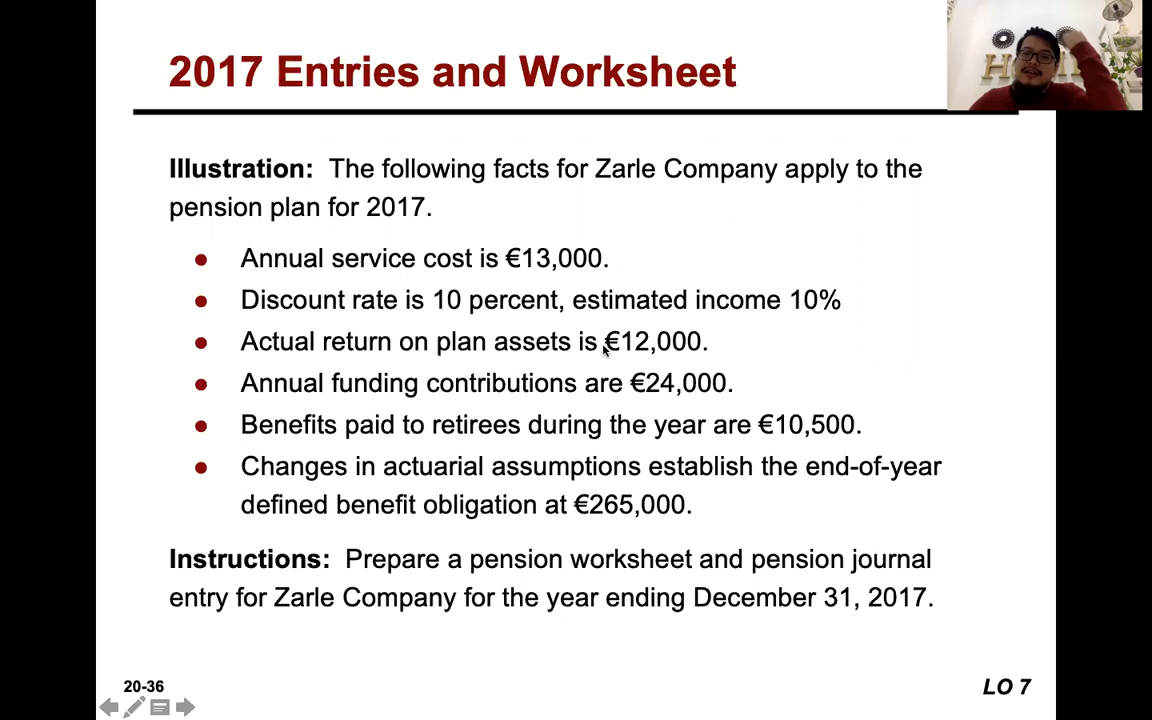 2017 Entries and Worksheet
Illustration: The following facts for Zarle Company apply to the
pension plan for 2017.
● Annual service cost is €13,000.
● Discount rate is 10 percent, estimated income 10%
● Actual return on plan assets is €12,000.
● Annual funding contributions are €24,000.
● Benefits paid to retirees during the year are €10,500.
● Changes in actuarial assumptions establish the end-of-year
defined benefit obligation at €265,000.
Instructions: Prepare a pension worksheet and pension journal
entry for Zarle Company for the year ending December 31, 2017.
20-36
LO 7